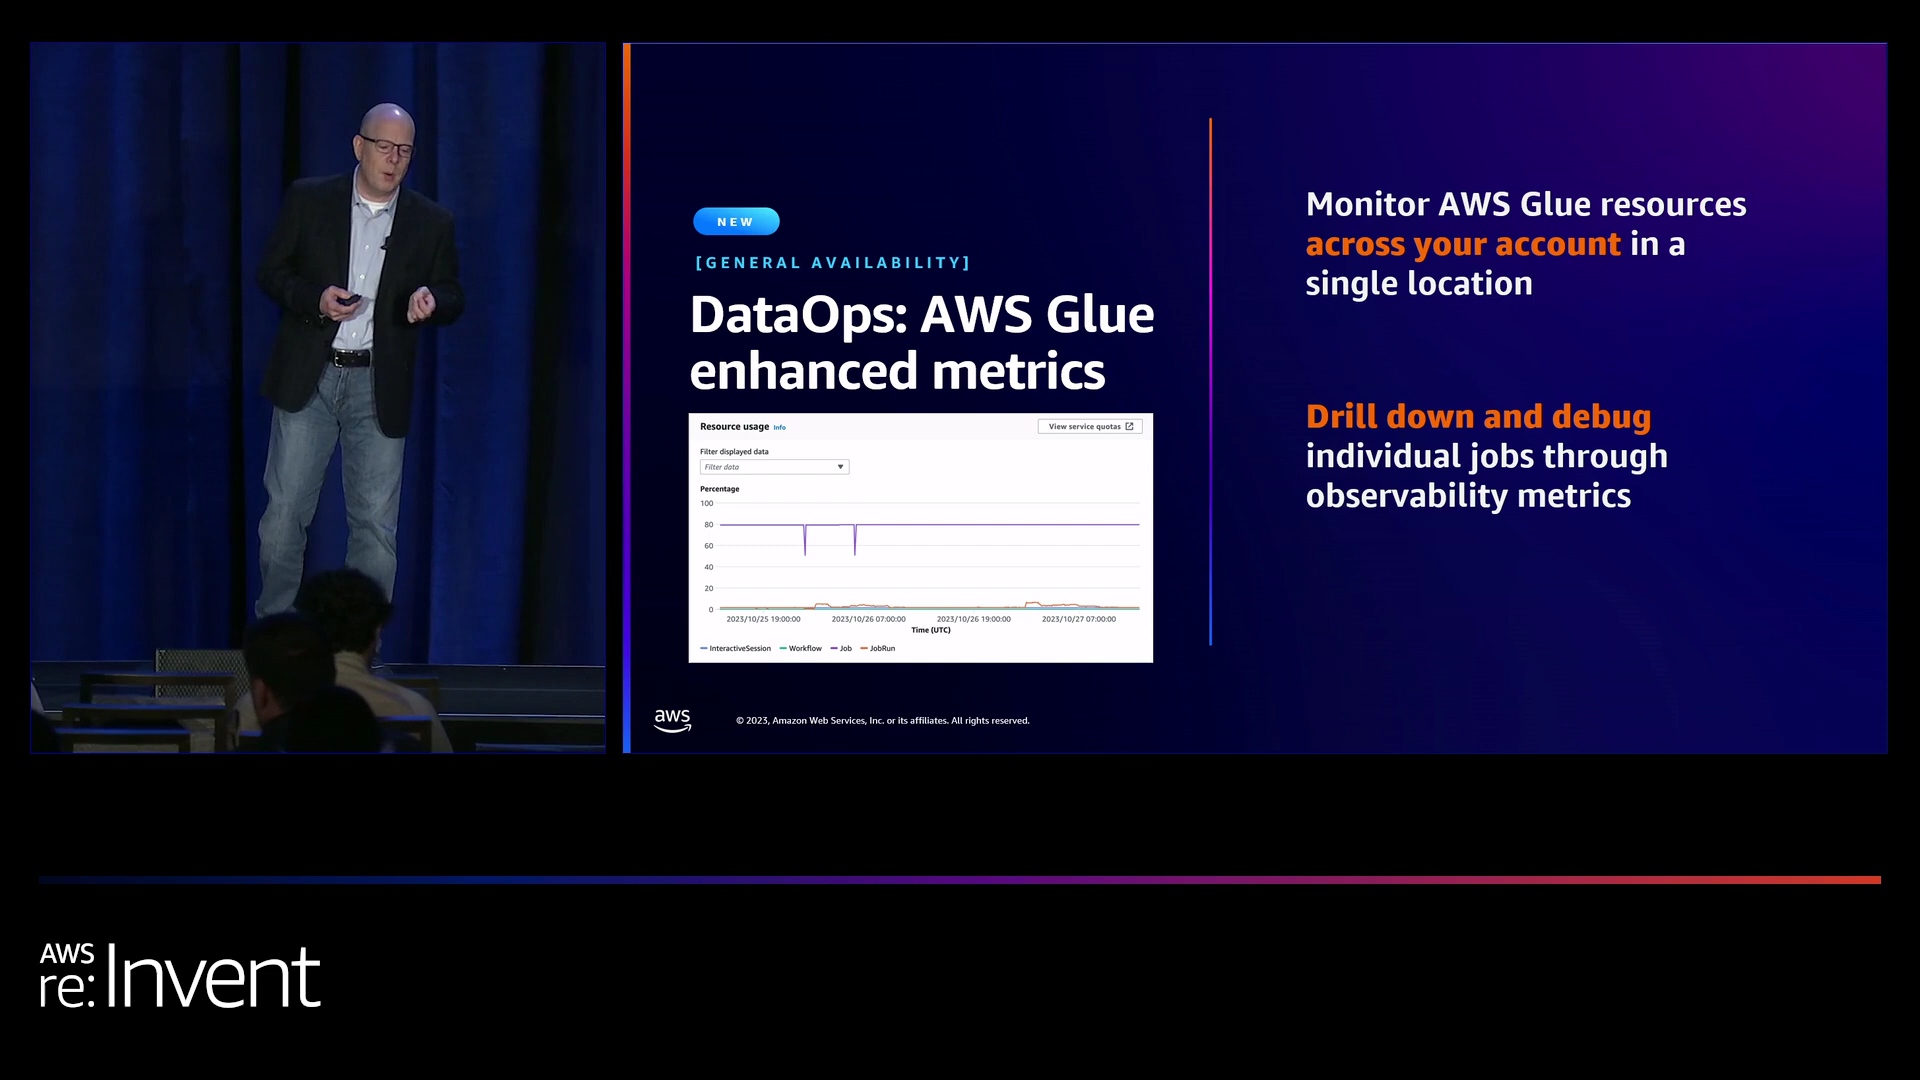 NEW
[GENERAL AVAILABILITY]
DataOps: AWS Glue
enhanced metrics
Resource usage Info
View service quotas
Filter displayed data
Filter data
Percentage
100
80
60
40
20
0
2023/10/25 19:00:00 2023/10/26 07:00:00 2023/10/26 19:00:00 2023/10/27 07:00:00
Time (UTC)
InteractiveSession Workflow Job JobRun
Monitor AWS Glue resources
across your account in a
single location
Drill down and debug
individual jobs through
observability metrics
aws
© 2023, Amazon Web Services, Inc. or its affiliates. All rights reserved.
AWS
re:Invent